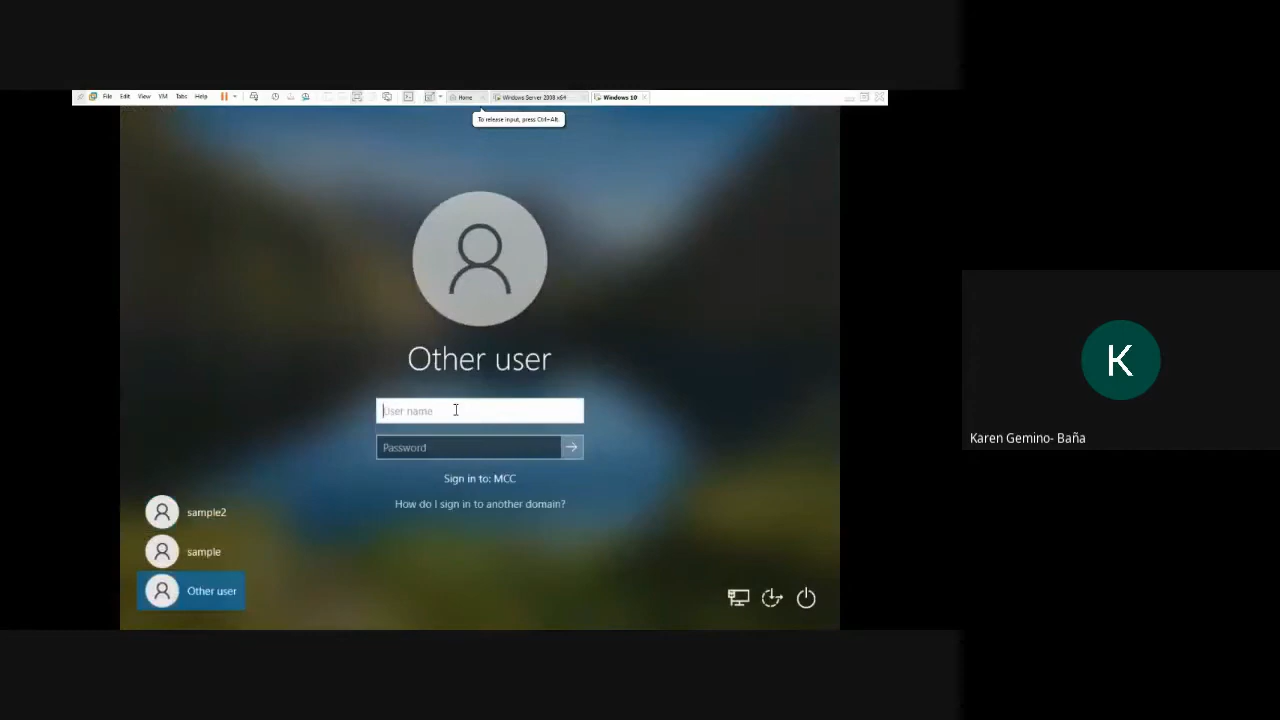 File Edit View VM Tabs Help Home Windows Server 2008 x64 Windows 10
To release input, press Ctrl+Alt.
Other user
User name
Password
Sign in to: MCC
How do I sign in to another domain?
sample2
sample
Other user
K
Karen Gemino- Baña